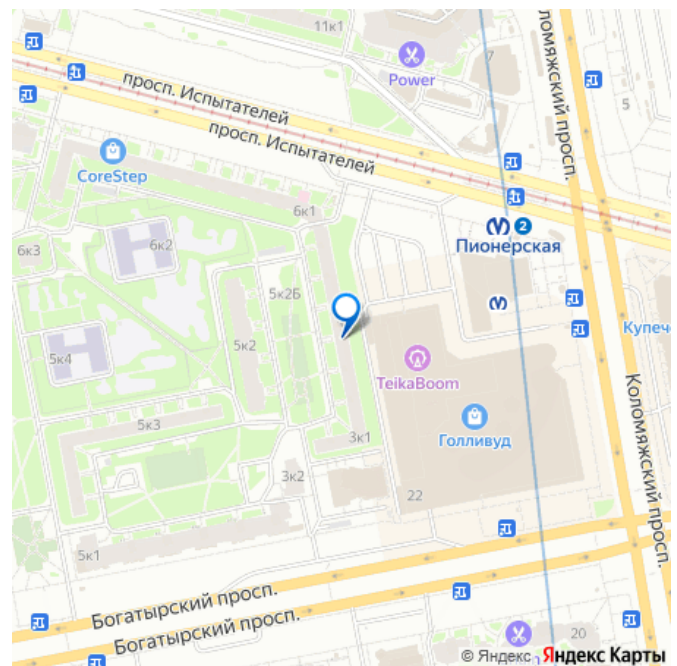 11к1
Power
7
Коломяжский просп.
5
просп. Испытателей
просп. Испытателей
CoreStep
6к1
6к3
6к2
2
Пионерская
5к2Б
5к4
5к2
TeikaBoom
Голливуд
Купеч
Коломяжский просп.
5к3
3к1
3к2
22
5к1
Богатырский просп.
Богатырский просп.
20
© Яндекс
Яндекс Карты